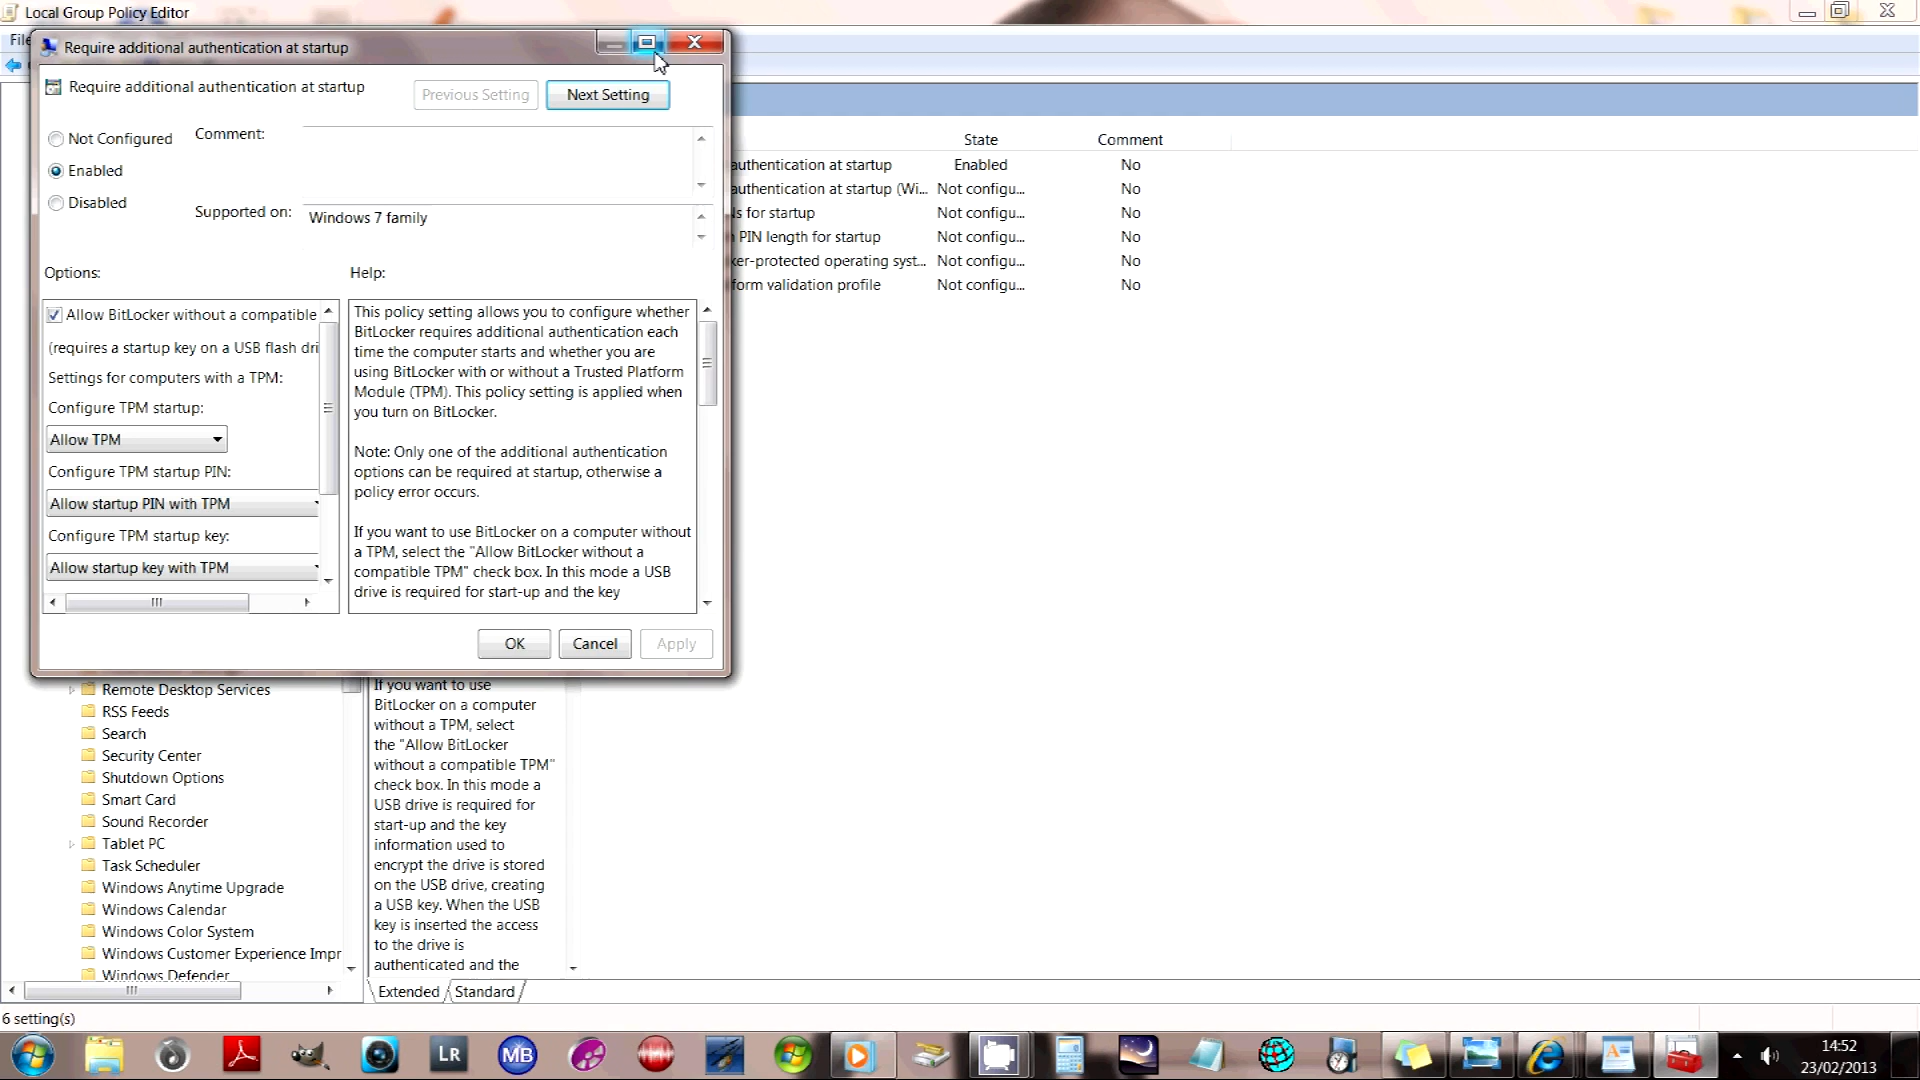 Local Group Policy Editor
File
Require additional authentication at startup
Require additional authentication at startup
Previous Setting
Next Setting
Not Configured
Enabled
Disabled
Comment:
Supported on:
Windows 7 family
Options:
Help:
Allow BitLocker without a compatible
(requires a startup key on a USB flash dri
Settings for computers with a TPM:
Configure TPM startup:
Allow TPM
Configure TPM startup PIN:
Allow startup PIN with TPM
Configure TPM startup key:
Allow startup key with TPM
This policy setting allows you to configure whether
BitLocker requires additional authentication each
time the computer starts and whether you are
using BitLocker with or without a Trusted Platform
Module (TPM). This policy setting is applied when
you turn on BitLocker.
Note: Only one of the additional authentication
options can be required at startup, otherwise a
policy error occurs.
If you want to use BitLocker on a computer without
a TPM, select the "Allow BitLocker without a
compatible TPM" check box. In this mode a USB
drive is required for start-up and the key
OK
Cancel
Apply
State Comment
authentication at startup Enabled No
authentication at startup (Wi... Not configu... No
Ns for startup Not configu... No
PIN length for startup Not configu... No
ker-protected operating syst... Not configu... No
form validation profile Not configu... No
Remote Desktop Services
RSS Feeds
Search
Security Center
Shutdown Options
Smart Card
Sound Recorder
Tablet PC
Task Scheduler
Windows Anytime Upgrade
Windows Calendar
Windows Color System
Windows Customer Experience Impr
Windows Defender
If you want to use
BitLocker on a computer
without a TPM, select
the "Allow BitLocker
without a compatible TPM"
check box. In this mode a
USB drive is required for
start-up and the key
information used to
encrypt the drive is stored
on the USB drive, creating
a USB key. When the USB
key is inserted the access
to the drive is
authenticated and the
Extended
Standard
6 setting(s)
LR
MB
14:52
23/02/2013